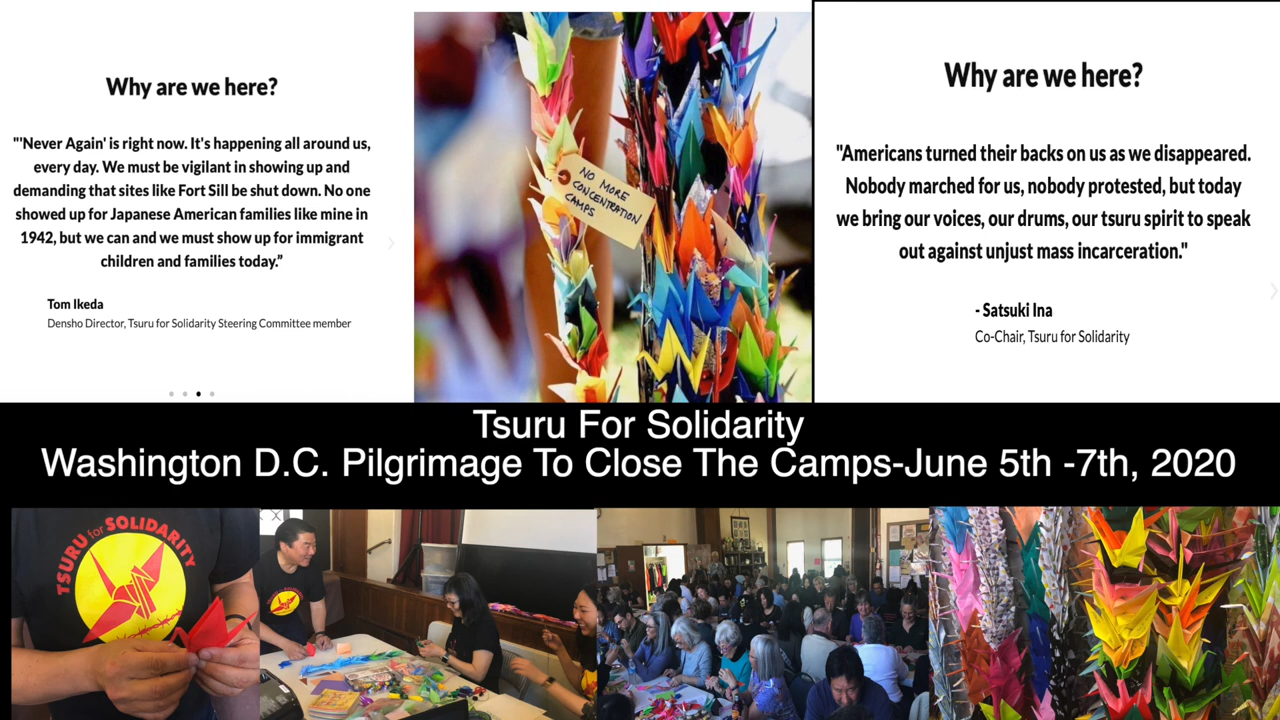 Why are we here?
"'Never Again' is right now. It's happening all around us,
every day. We must be vigilant in showing up and
demanding that sites like Fort Sill be shut down. No one
showed up for Japanese American families like mine in
1942, but we can and we must show up for immigrant
children and families today.”
Tom Ikeda
Densho Director, Tsuru for Solidarity Steering Committee member
NO MORE
CONCENTRATION
CAMPS
Why are we here?
"Americans turned their backs on us as we disappeared.
Nobody marched for us, nobody protested, but today
we bring our voices, our drums, our tsuru spirit to speak
out against unjust mass incarceration."
- Satsuki Ina
Co-Chair, Tsuru for Solidarity
Tsuru For Solidarity
Washington D.C. Pilgrimage To Close The Camps-June 5th -7th, 2020
TSURU for SOLIDARITY